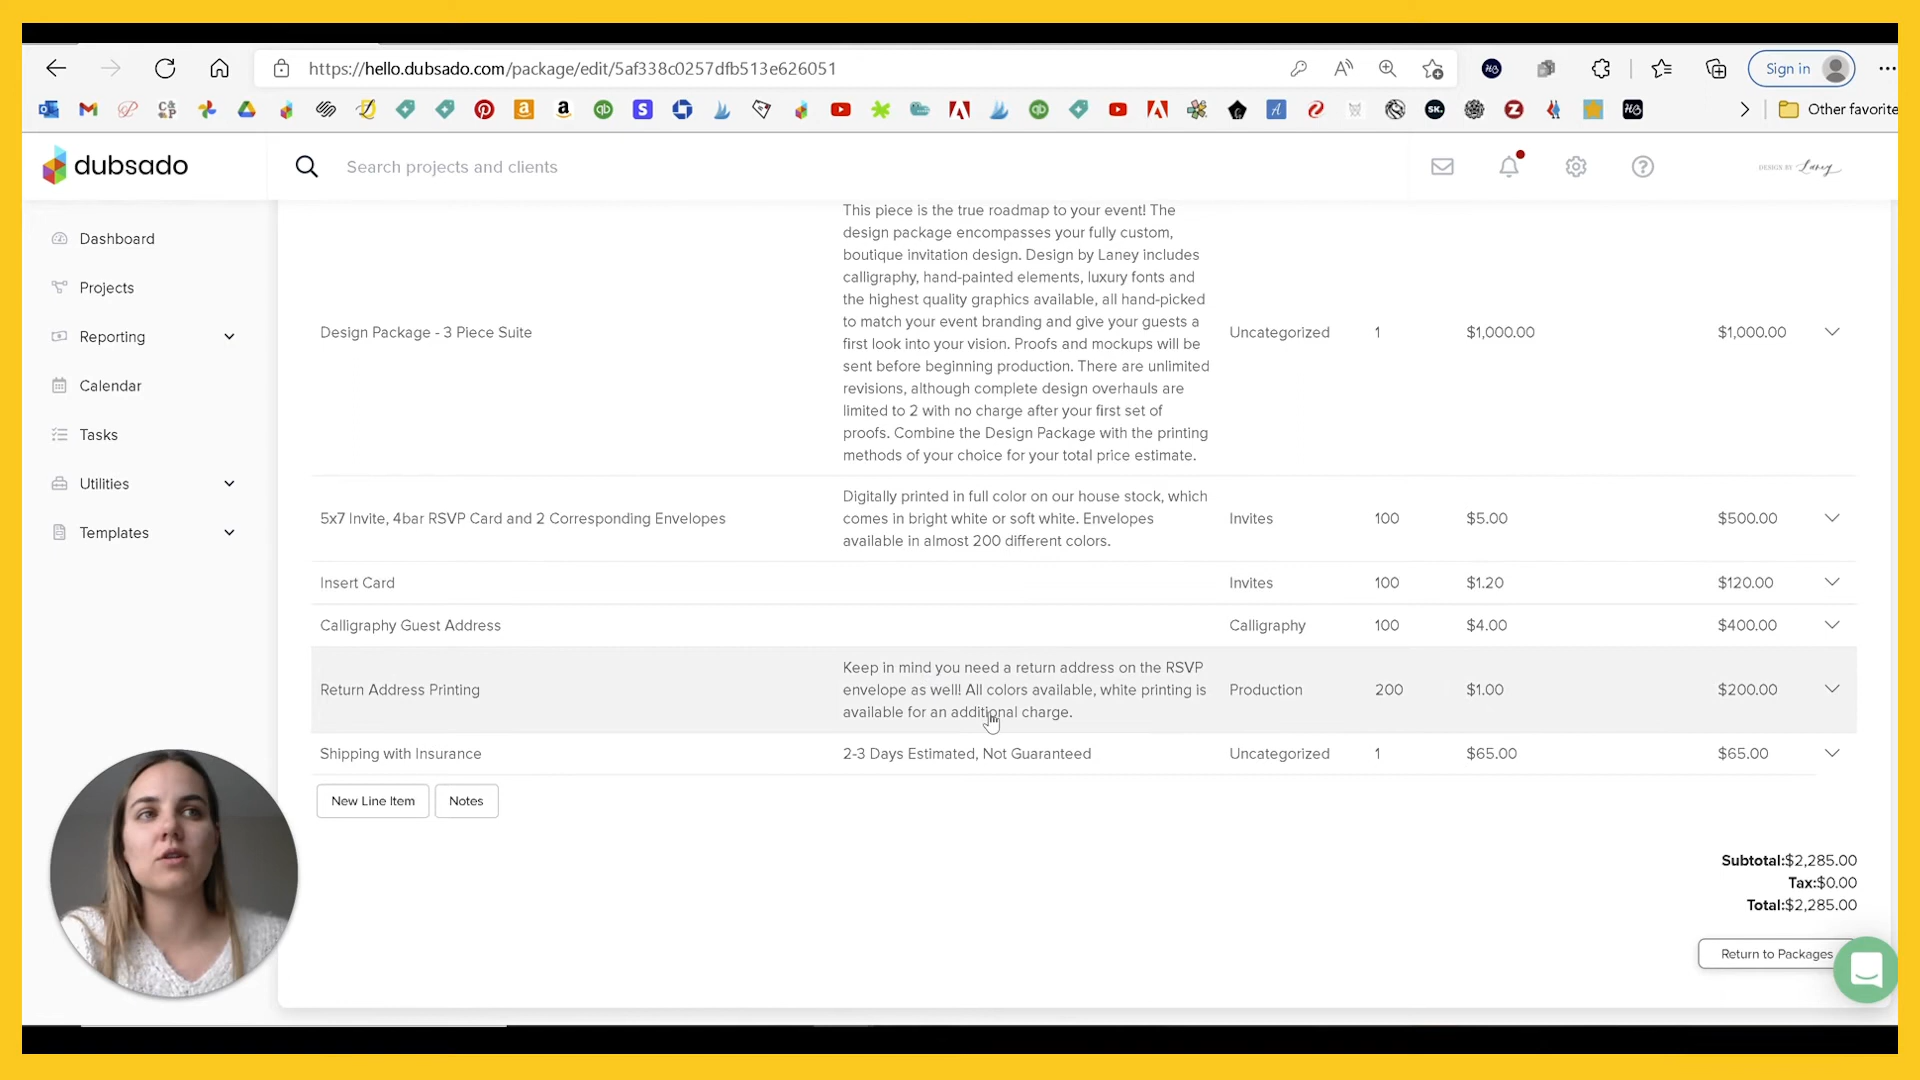 https://hello.dubsado.com/package/edit/5af338c0257dfb513e626051
Sign in
Other favorite
dubsado
Search projects and clients
DESIGN BY Laney
Dashboard
Projects
Reporting
Calendar
Tasks
Utilities
Templates
This piece is the true roadmap to your event! The
design package encompasses your fully custom,
boutique invitation design. Design by Laney includes
calligraphy, hand-painted elements, luxury fonts and
the highest quality graphics available, all hand-picked
to match your event branding and give your guests a
first look into your vision. Proofs and mockups will be
sent before beginning production. There are unlimited
revisions, although complete design overhauls are
limited to 2 with no charge after your first set of
proofs. Combine the Design Package with the printing
methods of your choice for your total price estimate.
Design Package - 3 Piece Suite
Uncategorized 1 $1,000.00 $1,000.00
5x7 Invite, 4bar RSVP Card and 2 Corresponding Envelopes
Digitally printed in full color on our house stock, which
comes in bright white or soft white. Envelopes
available in almost 200 different colors.
Invites 100 $5.00 $500.00
Insert Card Invites 100 $1.20 $120.00
Calligraphy Guest Address Calligraphy 100 $4.00 $400.00
Return Address Printing
Keep in mind you need a return address on the RSVP
envelope as well! All colors available, white printing is
available for an additional charge.
Production 200 $1.00 $200.00
Shipping with Insurance 2-3 Days Estimated, Not Guaranteed Uncategorized 1 $65.00 $65.00
New Line Item Notes
Subtotal:$2,285.00
Tax:$0.00
Total:$2,285.00
Return to Packages